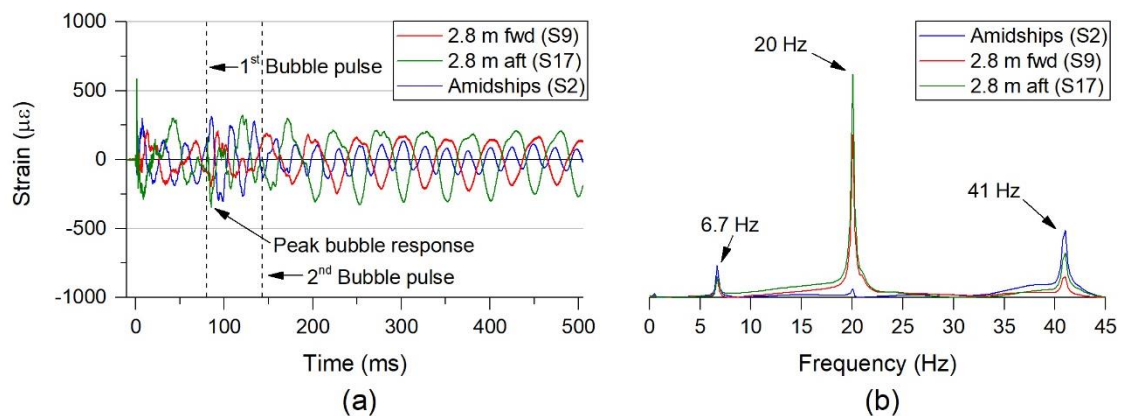 1000
500
0
-500
-1000
Strain (µε)
0
100
200
300
400
500
Time (ms)
2.8 m fwd (S9)
2.8 m aft (S17)
Amidships (S2)
1st Bubble pulse
Peak bubble response
2nd Bubble pulse
(a)
Amidships (S2)
2.8 m fwd (S9)
2.8 m aft (S17)
20 Hz
6.7 Hz
41 Hz
0 5 10 15 20 25 30 35 40 45
Frequency (Hz)
(b)